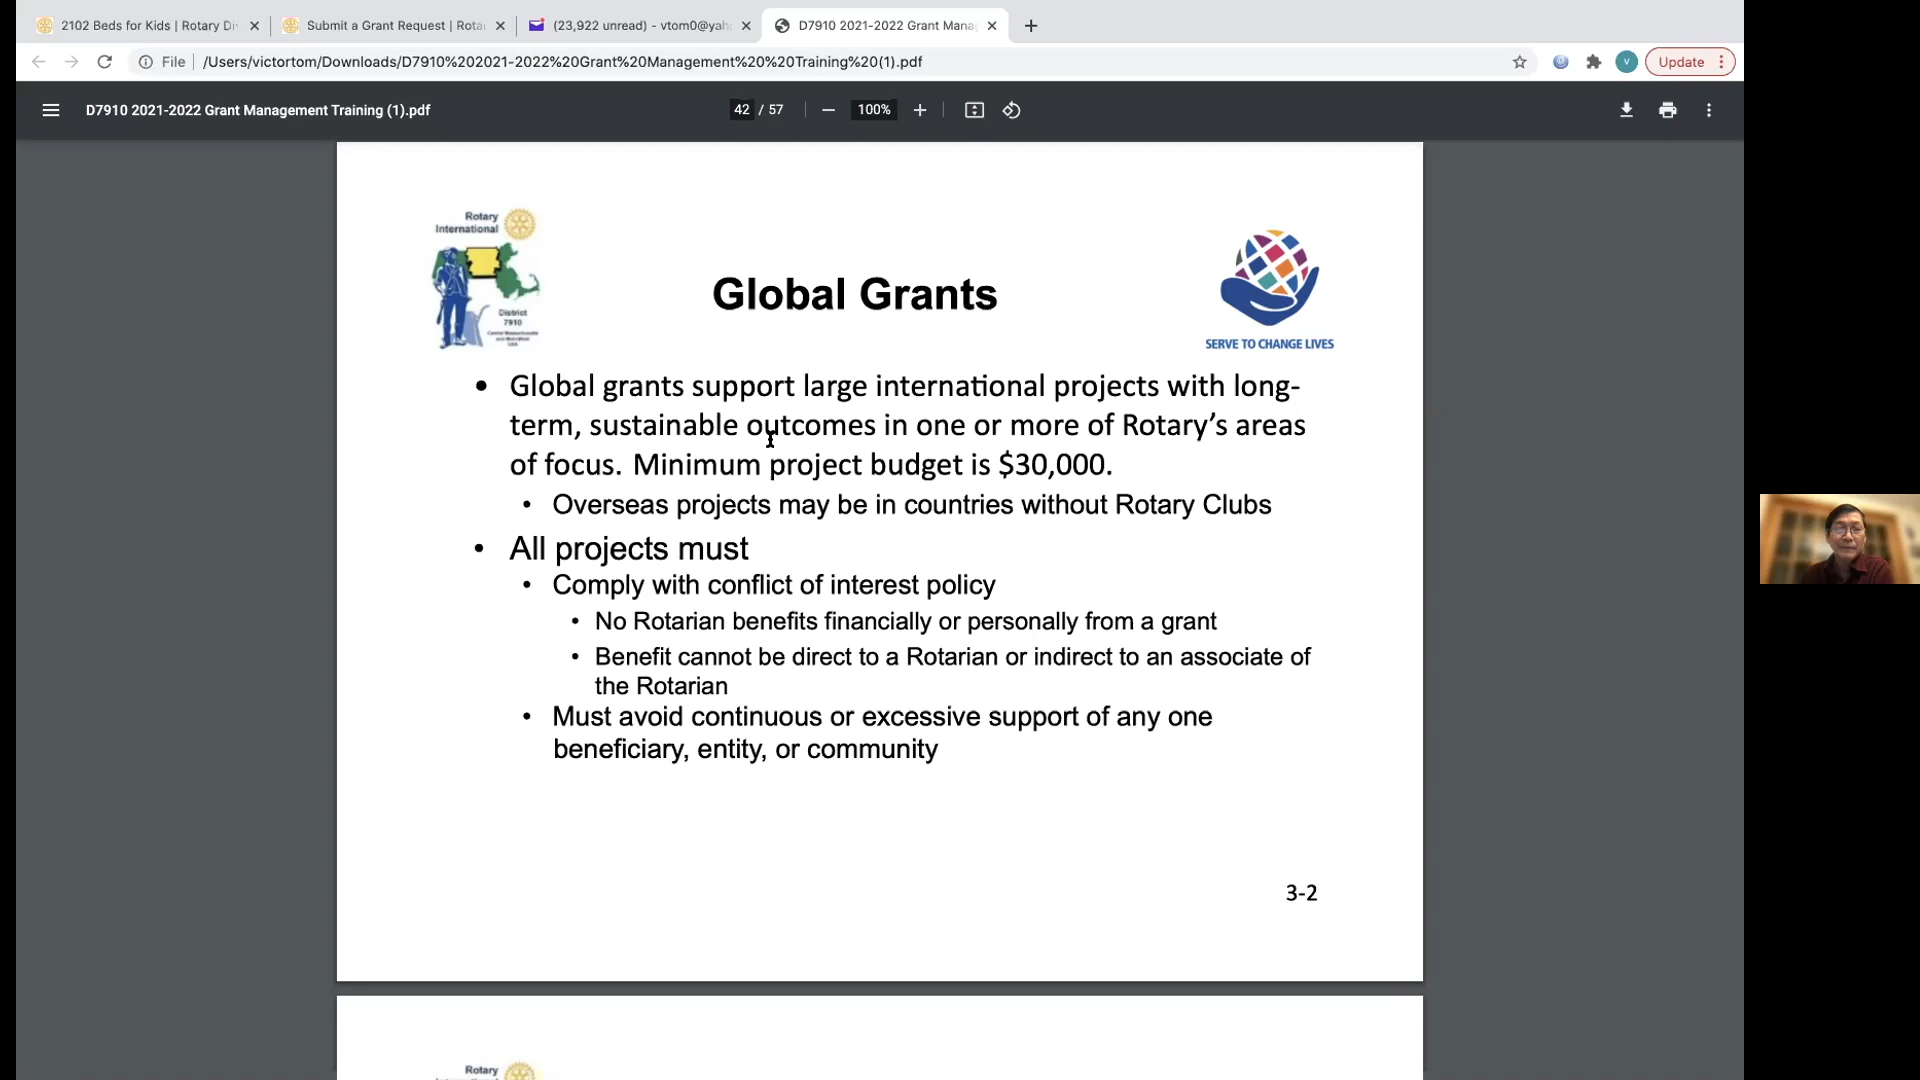 2102 Beds for Kids | Rotary Di
Submit a Grant Request | Rota
(23,922 unread) - vtom0@yah
D7910 2021-2022 Grant Mana
File
/Users/victortom/Downloads/D7910%202021-2022%20Grant%20Management%20%20Training%20(1).pdf
V
Update
D7910 2021-2022 Grant Management Training (1).pdf
42 / 57
100%
Rotary
International
District
7910
Global Grants
SERVE TO CHANGE LIVES
• Global grants support large international projects with long-
term, sustainable outcomes in one or more of Rotary’s areas
of focus. Minimum project budget is $30,000.
• Overseas projects may be in countries without Rotary Clubs
• All projects must
• Comply with conflict of interest policy
• No Rotarian benefits financially or personally from a grant
• Benefit cannot be direct to a Rotarian or indirect to an associate of
the Rotarian
• Must avoid continuous or excessive support of any one
beneficiary, entity, or community
3-2
Rotary